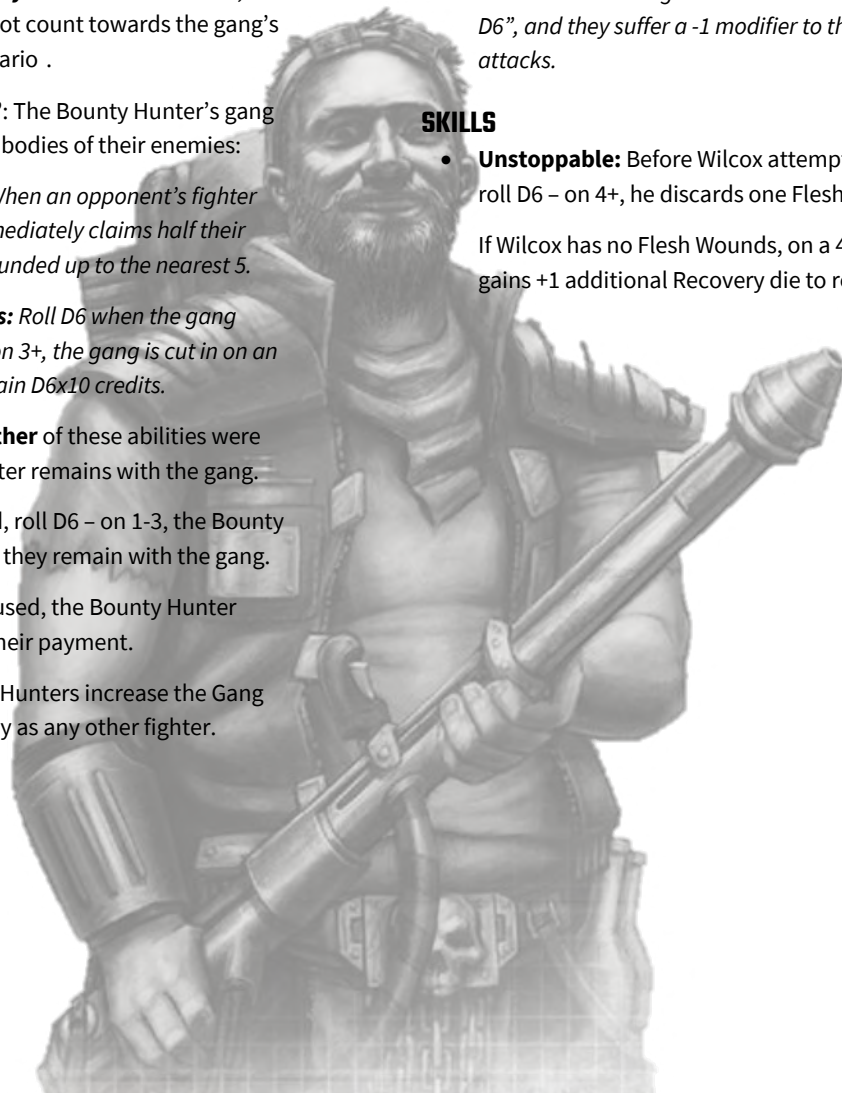 ot count towards the gang’s
ario .
: The Bounty Hunter’s gang
bodies of their enemies:
hen an opponent’s fighter
mediately claims half their
unded up to the nearest 5.
s: Roll D6 when the gang
on 3+, the gang is cut in on an
ain D6x10 credits.
ther of these abilities were
ter remains with the gang.
, roll D6 – on 1-3, the Bounty
they remain with the gang.
used, the Bounty Hunter
heir payment.
Hunters increase the Gang
y as any other fighter.
D6”, and they suffer a -1 modifier to th
attacks.
SKILLS
• Unstoppable: Before Wilcox attempt
roll D6 – on 4+, he discards one Flesh
If Wilcox has no Flesh Wounds, on a 4
gains +1 additional Recovery die to r